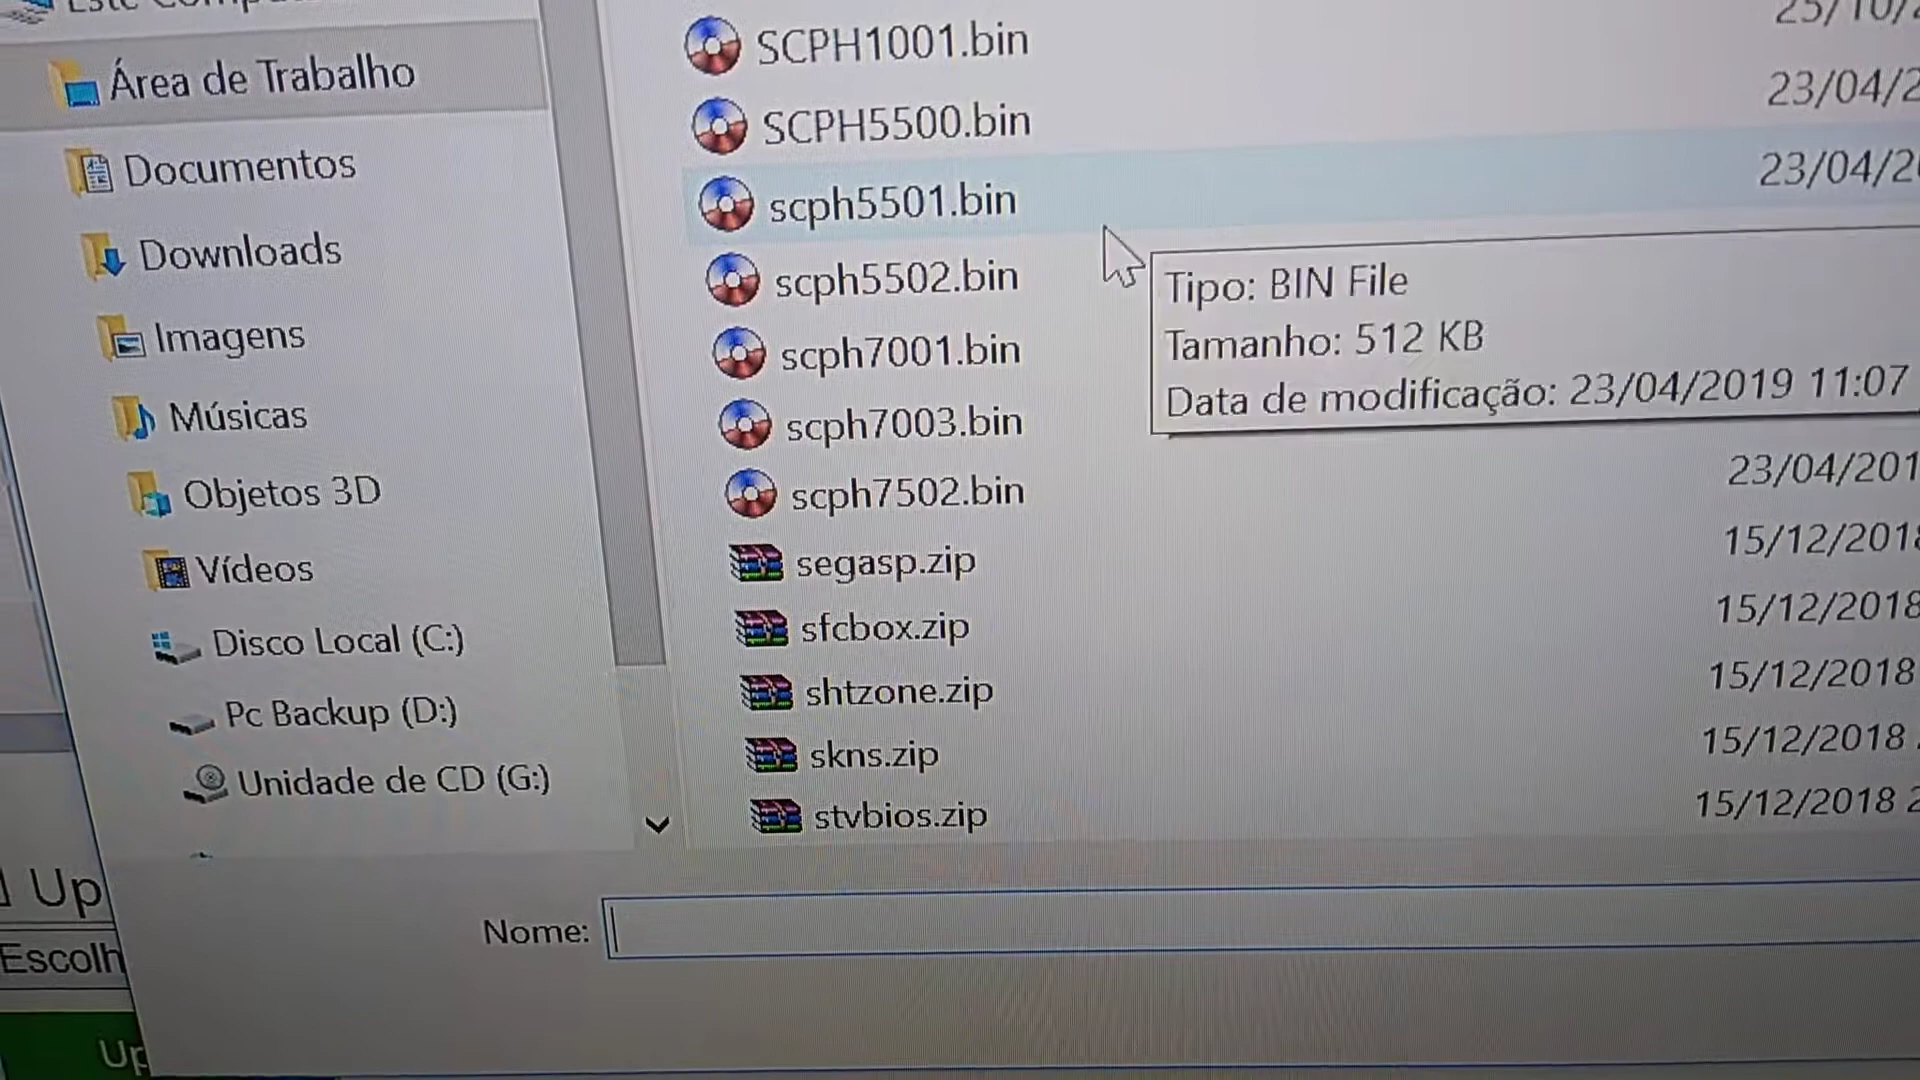 Área de Trabalho
Documentos
Downloads
Imagens
Músicas
Objetos 3D
Vídeos
Disco Local (C:)
Pc Backup (D:)
Unidade de CD (G:)
SCPH1001.bin
SCPH5500.bin
scph5501.bin
scph5502.bin
scph7001.bin
scph7003.bin
scph7502.bin
segasp.zip
sfcbox.zip
shtzone.zip
skns.zip
stvbios.zip
25/10/
23/04/2
23/04/20
Tipo: BIN File
Tamanho: 512 KB
Data de modificação: 23/04/2019 11:07
23/04/201
15/12/2018
15/12/2018
15/12/2018
15/12/2018
15/12/2018 2
Nome:
Up
Escolh
Up